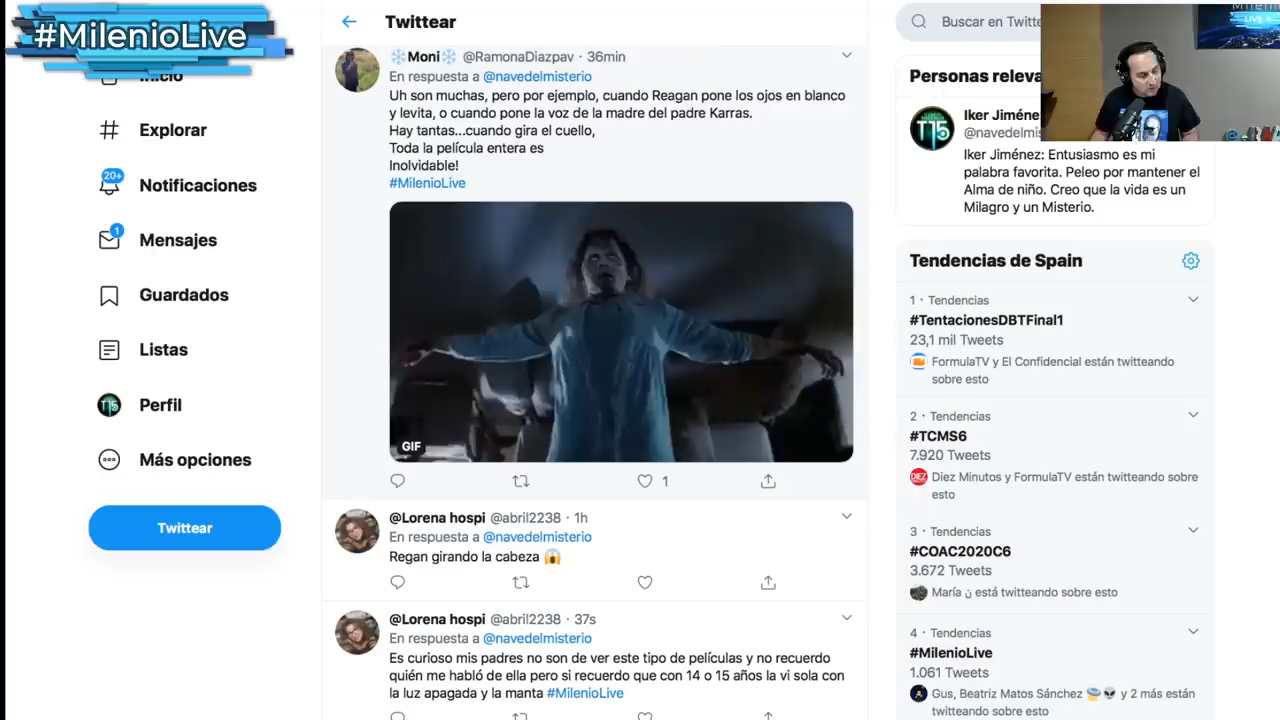 #MilenioLive
Inicio
Explorar
20+
Notificaciones
1
Mensajes
Guardados
Listas
T15
Perfil
Más opciones
Twittear
Twittear
❄Moni❄ @RamonaDiazpav · 36min
En respuesta a @navedelmisterio
Uh son muchas, pero por ejemplo, cuando Reagan pone los ojos en blanco
y levita, o cuando pone la voz de la madre del padre Karras.
Hay tantas...cuando gira el cuello,
Toda la película entera es
Inolvidable!
#MilenioLive
GIF
1
@Lorena hospi @abril2238 · 1h
En respuesta a @navedelmisterio
Regan girando la cabeza 😱
@Lorena hospi @abril2238 · 37s
En respuesta a @navedelmisterio
Es curioso mis padres no son de ver este tipo de películas y no recuerdo
quién me habló de ella pero si recuerdo que con 14 o 15 años la vi sola con
la luz apagada y la manta #MilenioLive
Buscar en Twitte
LIVE
Personas releva
T15
Iker Jiméne
@navedelmis
Iker Jiménez: Entusiasmo es mi
palabra favorita. Peleo por mantener el
Alma de niño. Creo que la vida es un
Milagro y un Misterio.
Tendencias de Spain
1 · Tendencias
#TentacionesDBTFinal1
23,1 mil Tweets
FormulaTV y El Confidencial están twitteando
sobre esto
2 · Tendencias
#TCMS6
7.920 Tweets
DIEZ
Diez Minutos y FormulaTV están twitteando sobre
esto
3 · Tendencias
#COAC2020C6
3.672 Tweets
María ن está twitteando sobre esto
4 · Tendencias
#MilenioLive
1.061 Tweets
Gus, Beatriz Matos Sánchez 🛸👽 y 2 más están
twitteando sobre esto